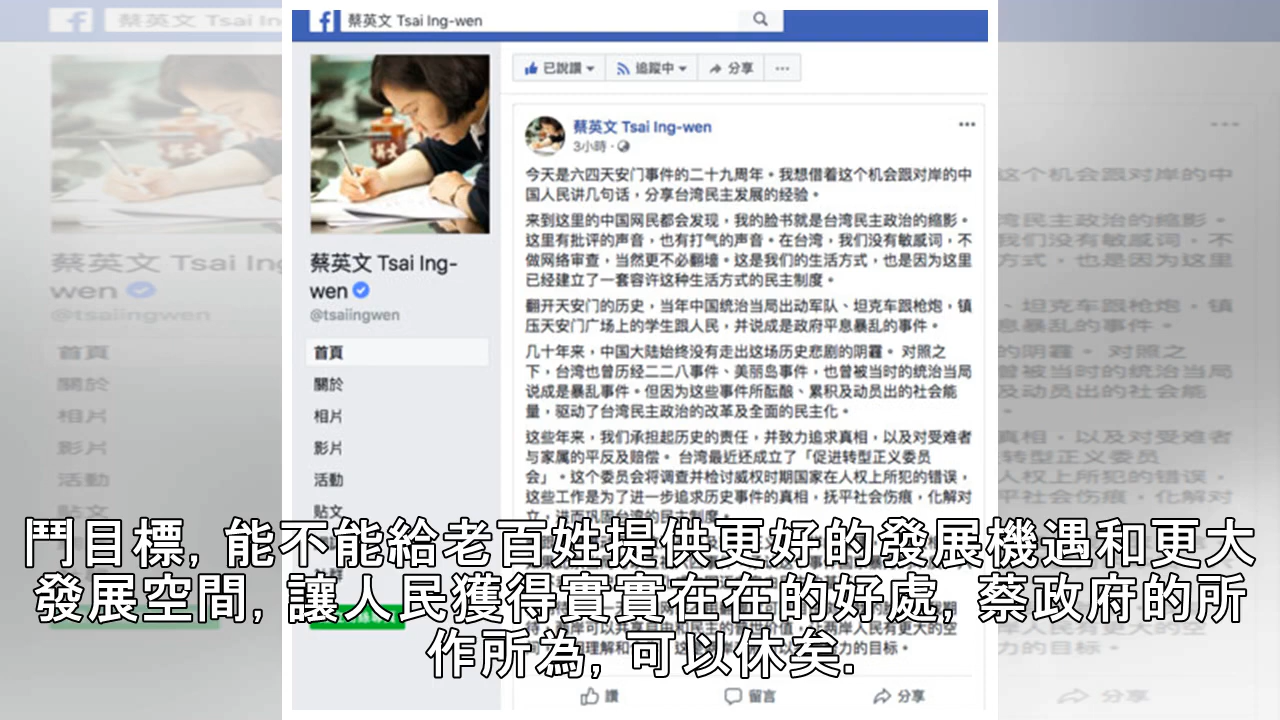 蔡英文 Tsai Ing-wen
已說讚
追蹤中
分享
蔡英文 Tsai Ing-wen
3小時
今天是六四天安门事件的二十九周年。我想借着这个机会跟对岸的中
国人民讲几句话，分享台湾民主发展的经验。
来到这里的中国网民都会发现，我的脸书就是台湾民主政治的缩影。
这里有批评的声音，也有打气的声音。在台湾，我们没有敏感词，不
做网络审查，当然更不必翻墙。这是我们的生活方式，也是因为这里
已经建立了一套容许这种生活方式的民主制度。
翻开天安门的历史，当年中国统治当局出动军队、坦克车跟枪炮，镇
压天安门广场上的学生跟人民，并说成是政府平息暴乱的事件。
几十年来，中国大陆始终没有走出这场历史悲剧的阴霾。 对照之
下，台湾也曾历经二二八事件、美丽岛事件，也曾被当时的统治当局
说成是暴乱事件。但因为这些事件所酝酿、累积及动员出的社会能
量，驱动了台湾民主政治的改革及全面的民主化。
这些年来，我们承担起历史的责任，并致力追求真相，以及对受难者
与家属的平反及赔偿。 台湾最近还成立了「促进转型正义委员
会」。这个委员会将调查并检讨威权时期国家在人权上所犯的错误，
这些工作是为了进一步追求历史事件的真相，抚平社会伤痕，化解对
立，进而巩固台湾的民主制度。
蔡英文 Tsai Ing-
wen
@tsaiingwen
首頁
關於
相片
影片
活動
貼文
鬥目標, 能不能給老百姓提供更好的發展機遇和更大
發展空間, 讓人民獲得實實在在的好處, 蔡政府的所
作所為, 可以休矣.
讚
留言
分享